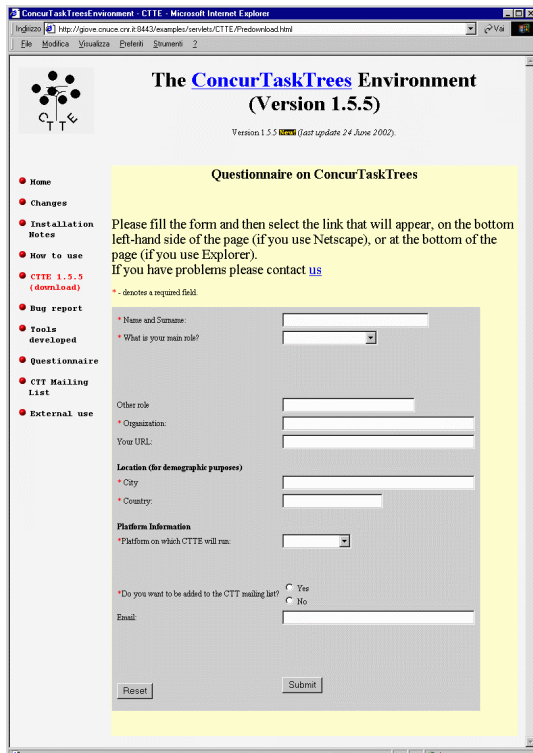 ConcurTaskTreesEnvironment - CTTE - Microsoft Internet Explorer
Indirizzo http://giove.cnuce.cnr.it:8443/examples/servlets/CTTE/Predownload.html Vai
File Modifica Visualizza Preferiti Strumenti ?
CTTE
The ConcurTaskTrees Environment
(Version 1.5.5)
Version 1.5.5 New! (last update 24 June 2002).
Home
Changes
Installation
Notes
How to use
CTTE 1.5.5
(download)
Bug report
Tools
developed
Questionnaire
CTT Mailing
List
External use
Questionnaire on ConcurTaskTrees
Please fill the form and then select the link that will appear, on the bottom
left-hand side of the page (if you use Netscape), or at the bottom of the
page (if you use Explorer).
If you have problems please contact us
* - denotes a required field.
* Name and Surname:
* What is your main role?
Other role
* Organization:
Your URL:
Location (for demographic purposes)
* City
* Country:
Platform Information
*Platform on which CTTE will run:
*Do you want to be added to the CTT mailing list?
Yes
No
Email:
Reset
Submit